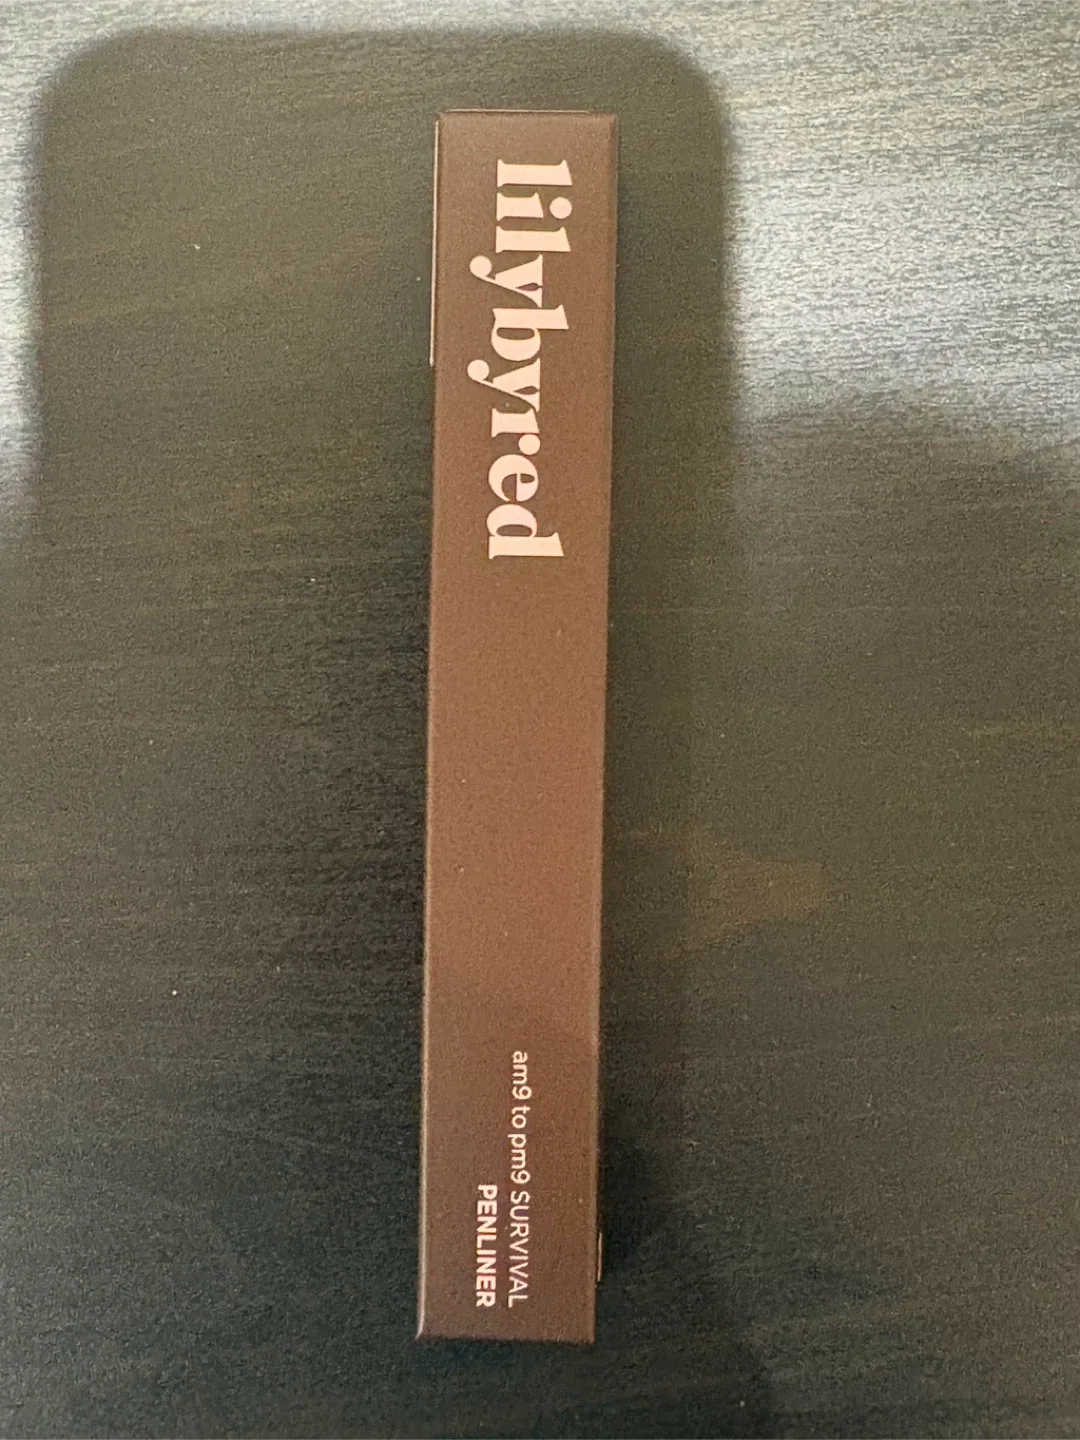 lilybyred
am9 to pm9 SURVIVAL
PENLINER